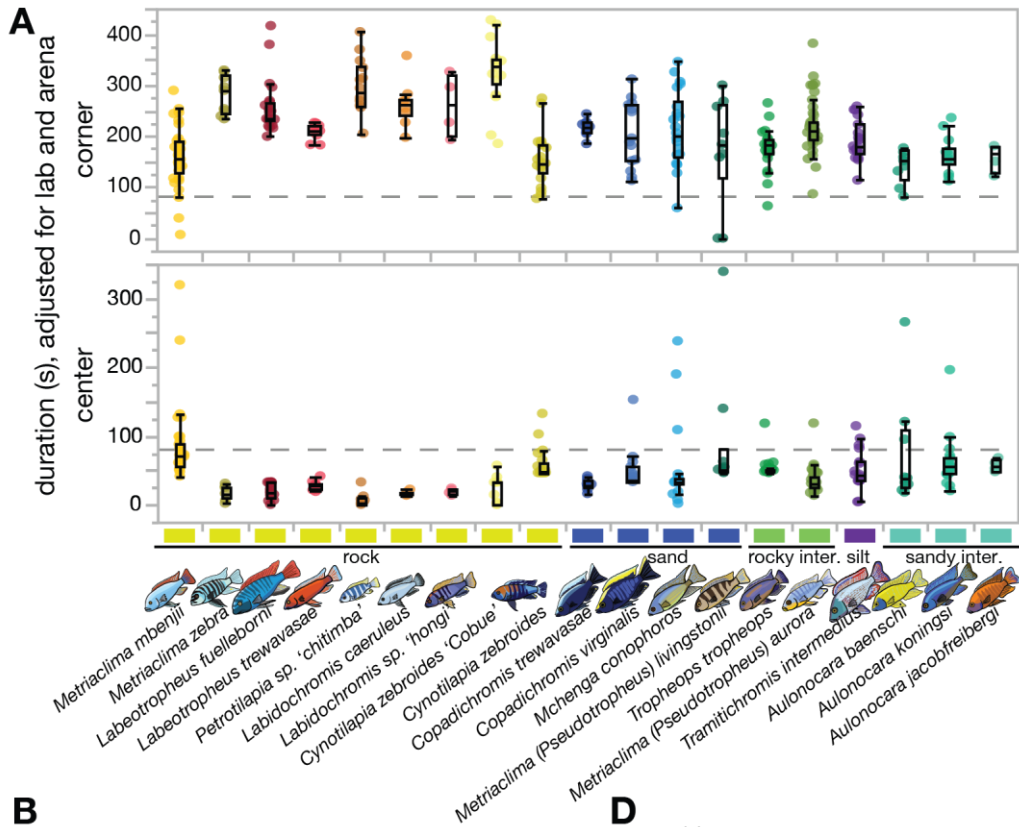 A
duration (s), adjusted for lab and arena
corner
400
300
200
100
0
center
300
200
100
0
rock
sand
rocky inter.
silt
sandy inter.
Metriaclima mbenjii
Metriaclima zebra
Labeotropheus fuelleborni
Labeotropheus trewavasae
Petrotilapia sp. ‘chitimba’
Labidochromis caeruleus
Labidochromis sp. ‘hongi’
Cynotilapia zebroides ‘Cobue’
Cynotilapia zebroides
Copadichromis trewavasae
Copadichromis virginalis
Mchenga conophoros
Metriaclima (Pseudotropheus) livingstonii
Tropheops tropheops
Metriaclima (Pseudotropheus) aurora
Tramitichromis intermedius
Aulonocara baenschi
Aulonocara koningsi
Aulonocara jacobfreibergi
B
D